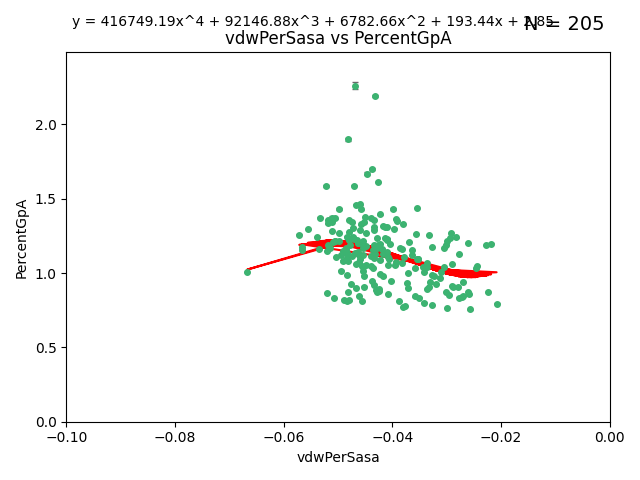 y = 416749.19x^4 + 92146.88x^3 + 6782.66x^2 + 193.44x + 2.85
N = 205
vdwPerSasa vs PercentGpA
PercentGpA
2.0
1.5
1.0
0.5
0.0
−0.10 −0.08 −0.06 −0.04 −0.02 0.00
vdwPerSasa